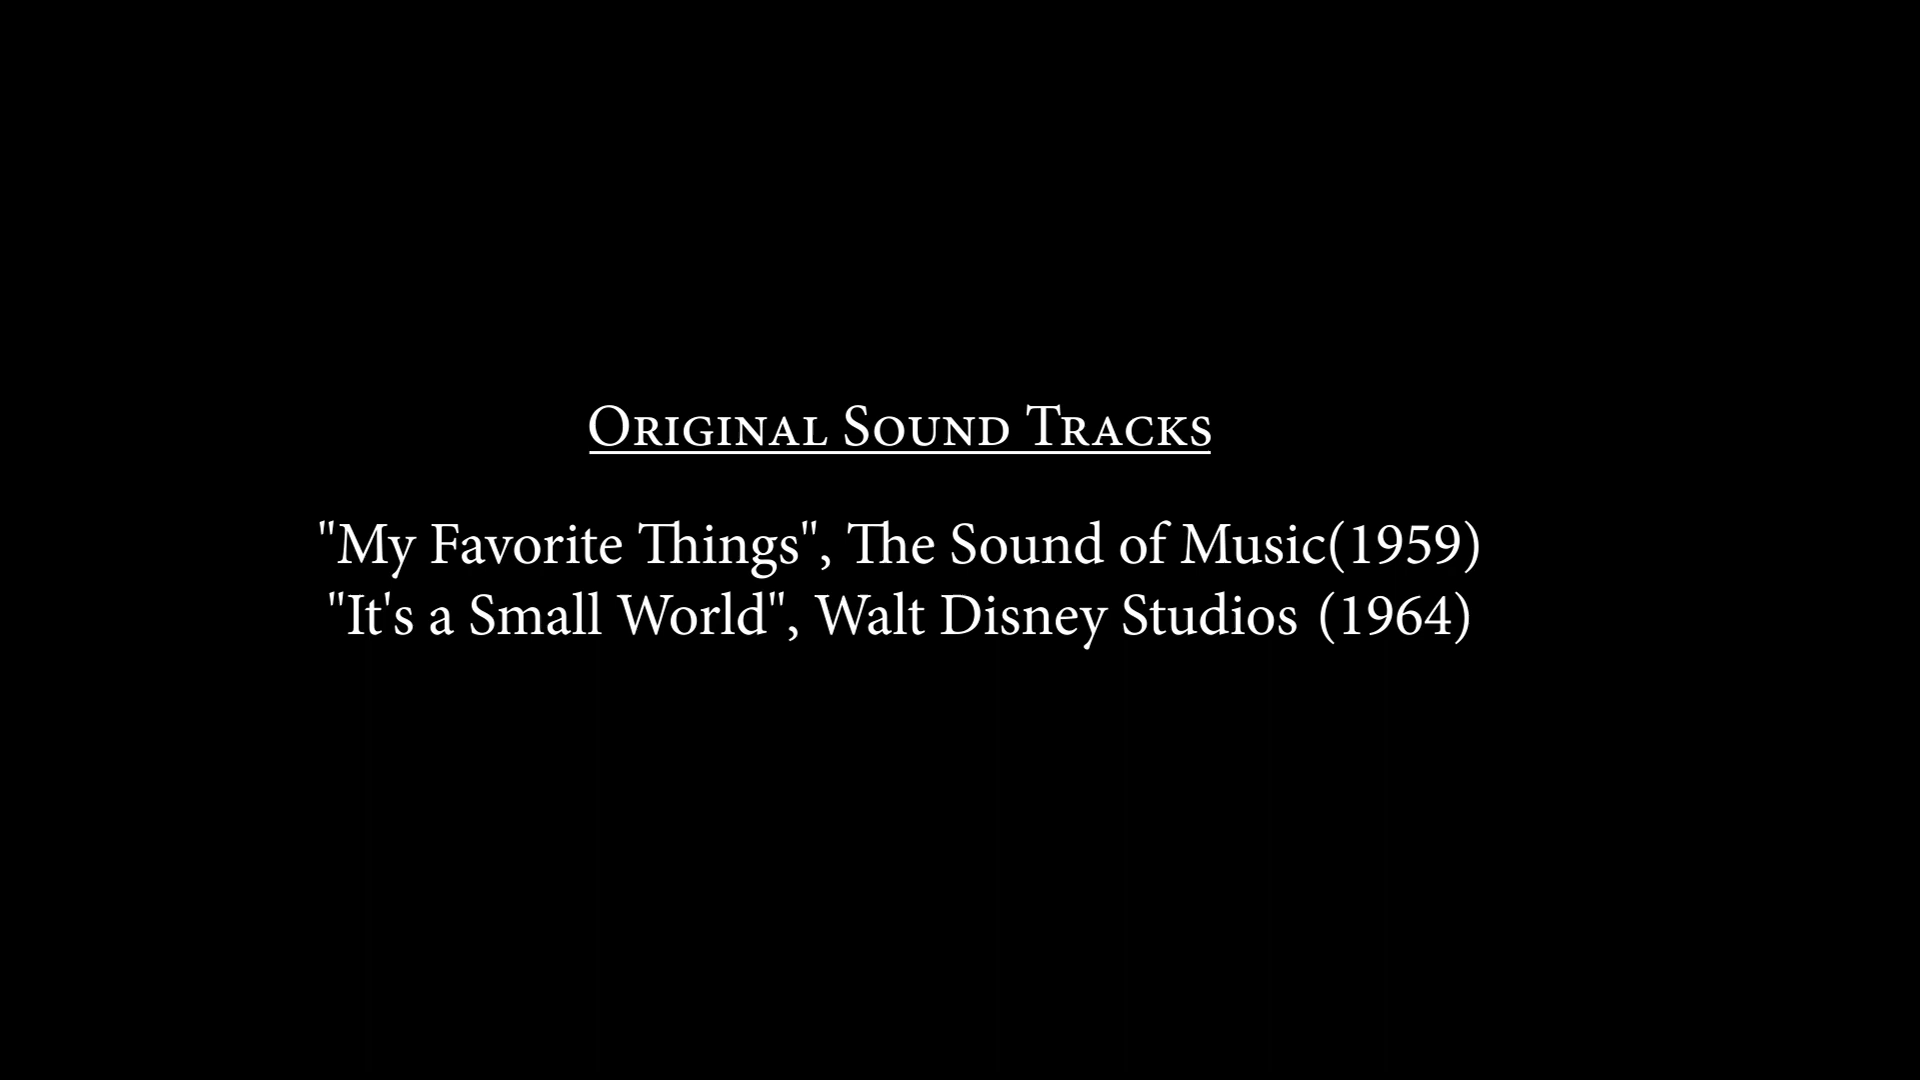 Original Sound Tracks
"My Favorite Things", The Sound of Music(1959)
"It's a Small World", Walt Disney Studios (1964)